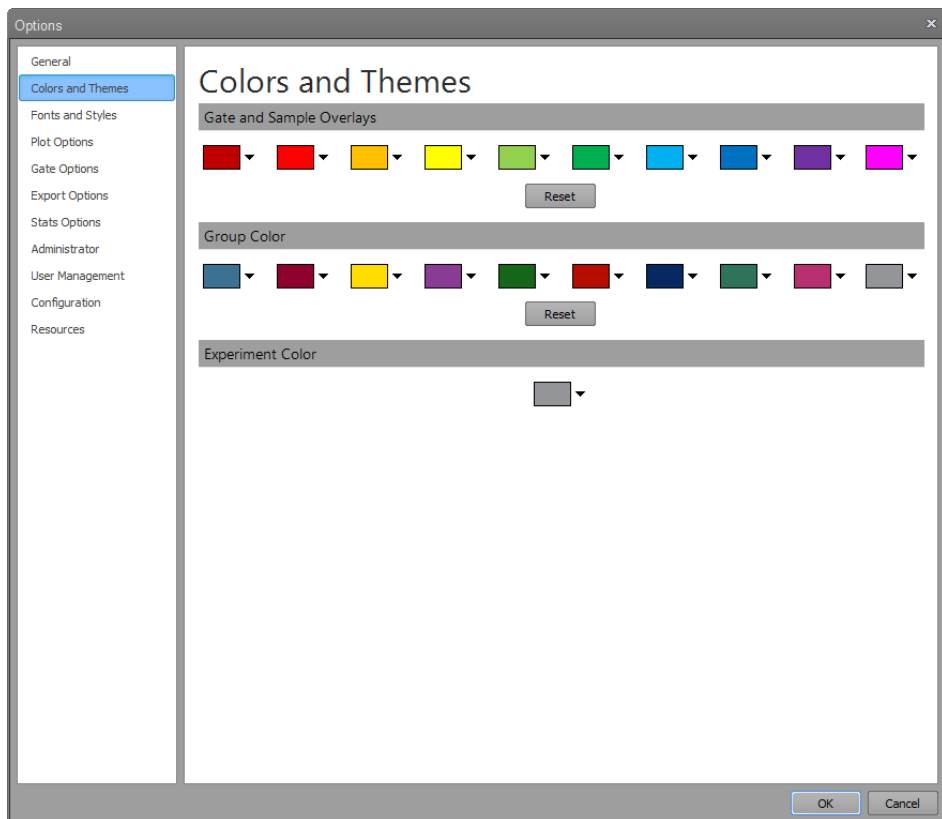 Options
General
Colors and Themes
Fonts and Styles
Plot Options
Gate Options
Export Options
Stats Options
Administrator
User Management
Configuration
Resources
Colors and Themes
Gate and Sample Overlays
Reset
Group Color
Reset
Experiment Color
OK
Cancel